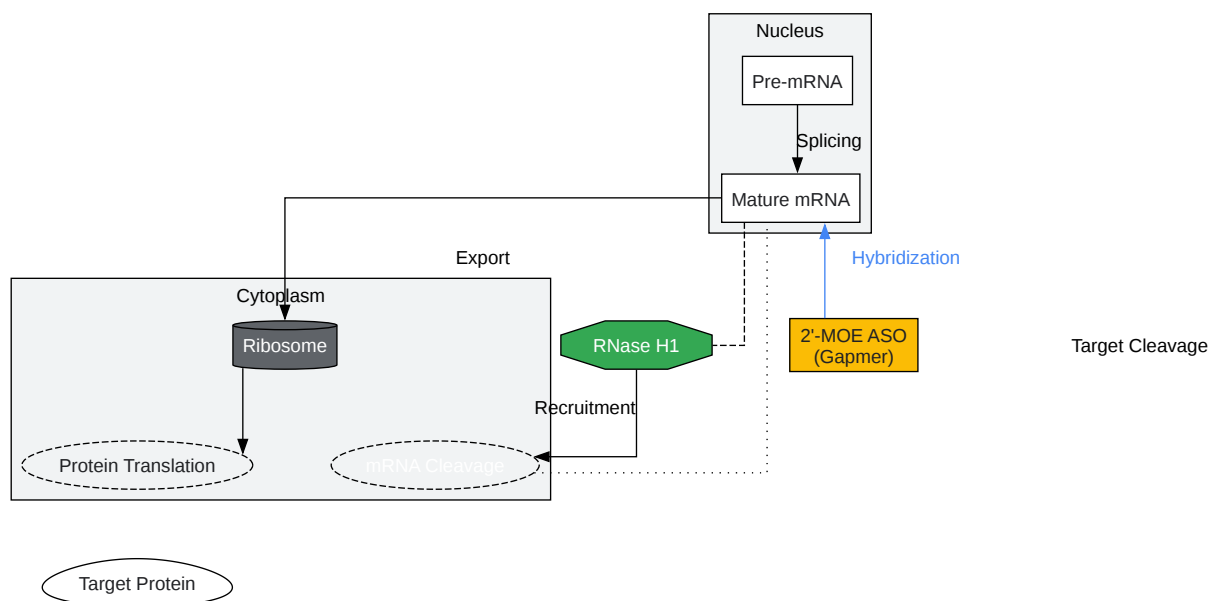 Nucleus
Pre-mRNA
Splicing
Mature mRNA
Export
Hybridization
Cytoplasm
Ribosome
RNase H1
2'-MOE ASO
(Gapmer)
Target Cleavage
Recruitment
Protein Translation
mRNA Cleavage
Target Protein